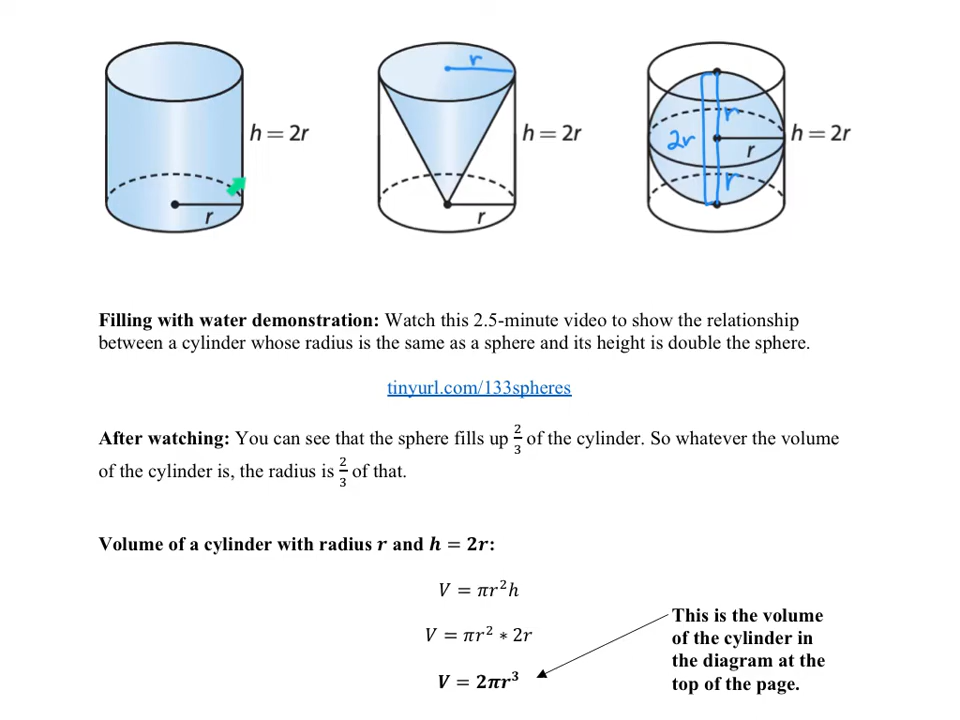 r
h = 2r
r
h = 2r
r
2r
r
r
r
h = 2r
r
Filling with water demonstration: Watch this 2.5-minute video to show the relationship
between a cylinder whose radius is the same as a sphere and its height is double the sphere.
tinyurl.com/133spheres
After watching: You can see that the sphere fills up 2/3 of the cylinder. So whatever the volume
of the cylinder is, the radius is 2/3 of that.
Volume of a cylinder with radius r and h = 2r:
V = πr²h
V = πr² * 2r
V = 2πr³
This is the volume
of the cylinder in
the diagram at the
top of the page.